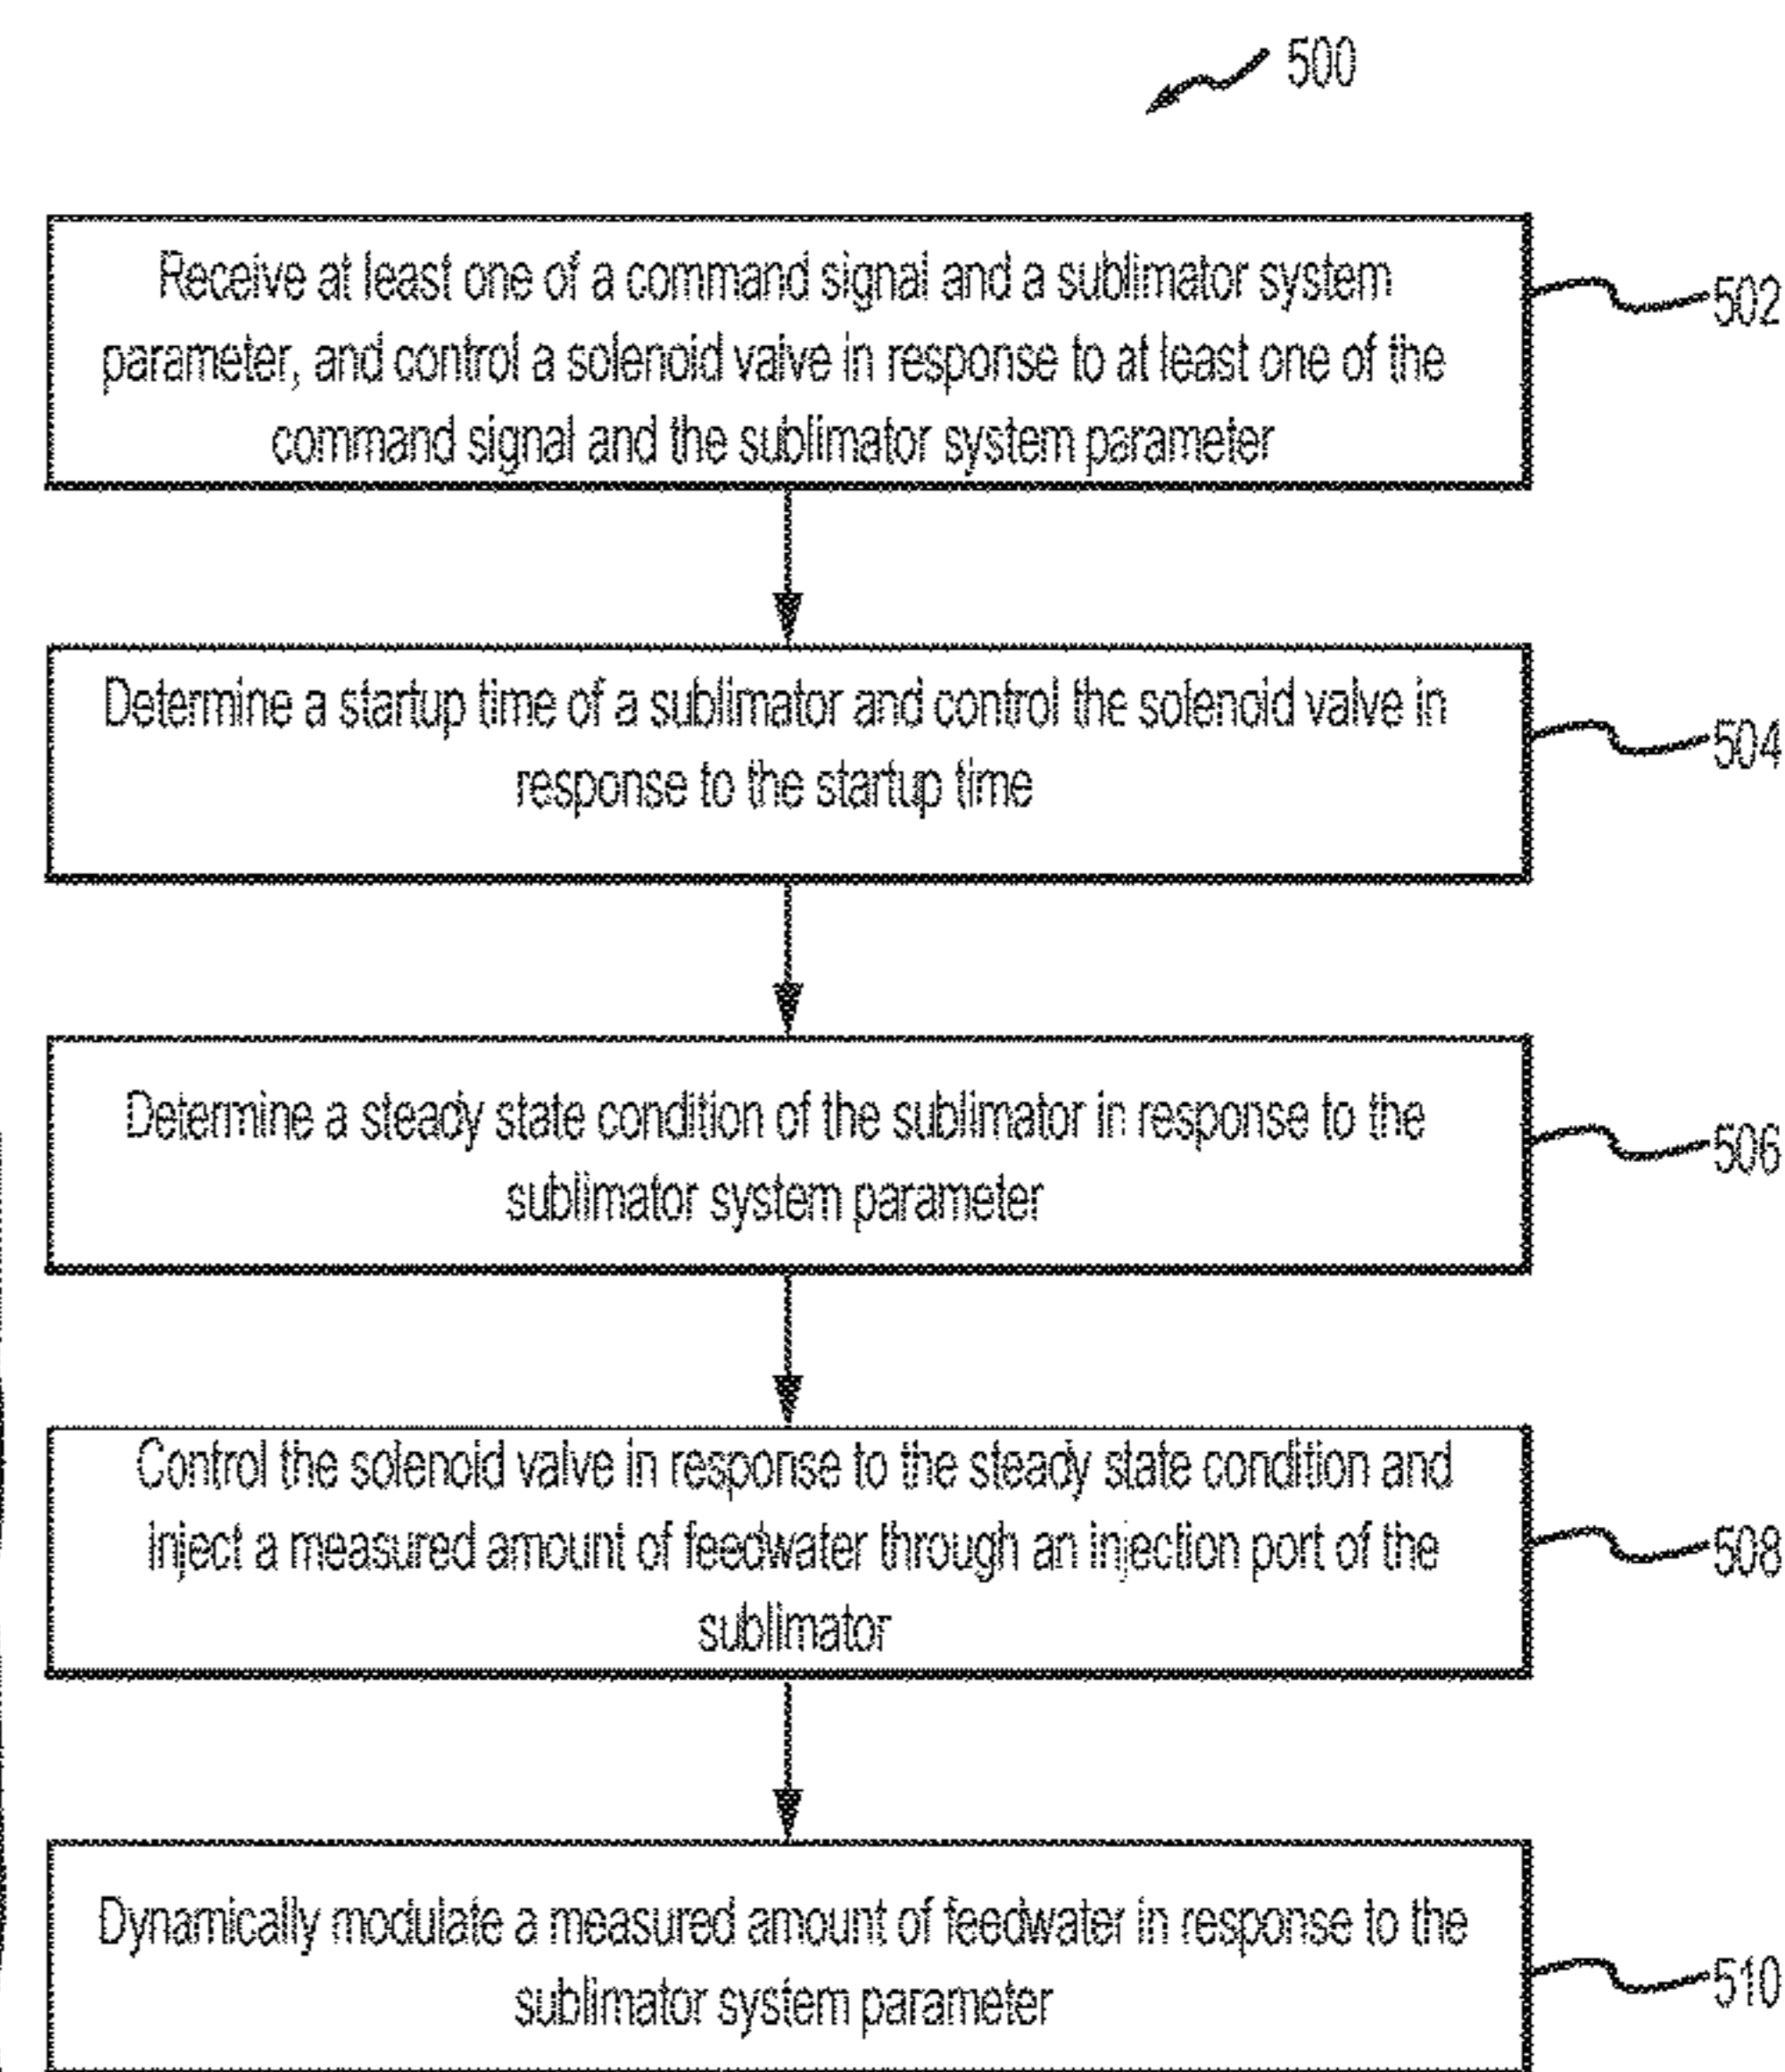 500
Receive at least one of a command signal and a sublimator system
parameter, and control a solenoid valve in response to at least one of the
command signal and the sublimator system parameter
502
Determine a startup time of a sublimator and control the solenoid valve in
response to the startup time
504
Determine a steady state condition of the sublimator in response to the
sublimator system parameter
506
Control the solenoid valve in response to the steady state condition and
inject a measured amount of feedwater through an injection port of the
sublimator
508
Dynamically modulate a measured amount of feedwater in response to the
sublimator system parameter
510